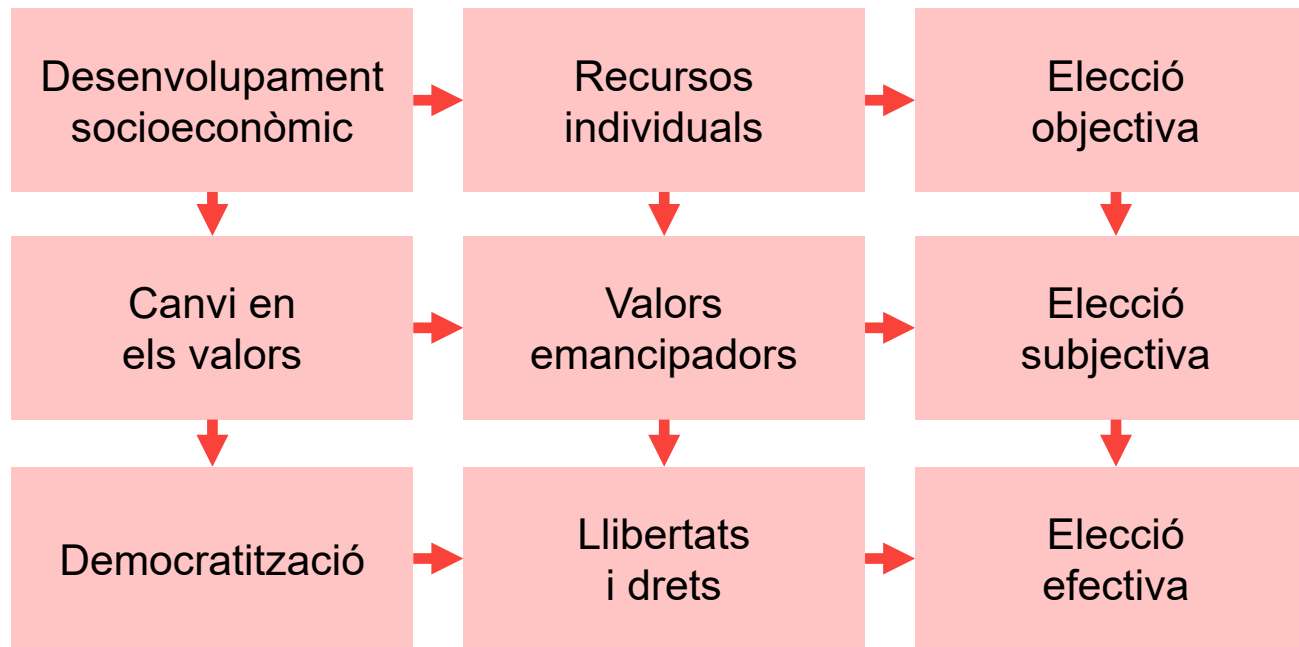 Desenvolupament
socioeconòmic
Recursos
individuals
Elecció
objectiva
Canvi en
els valors
Valors
emancipadors
Elecció
subjectiva
Democratització
Llibertats
i drets
Elecció
efectiva